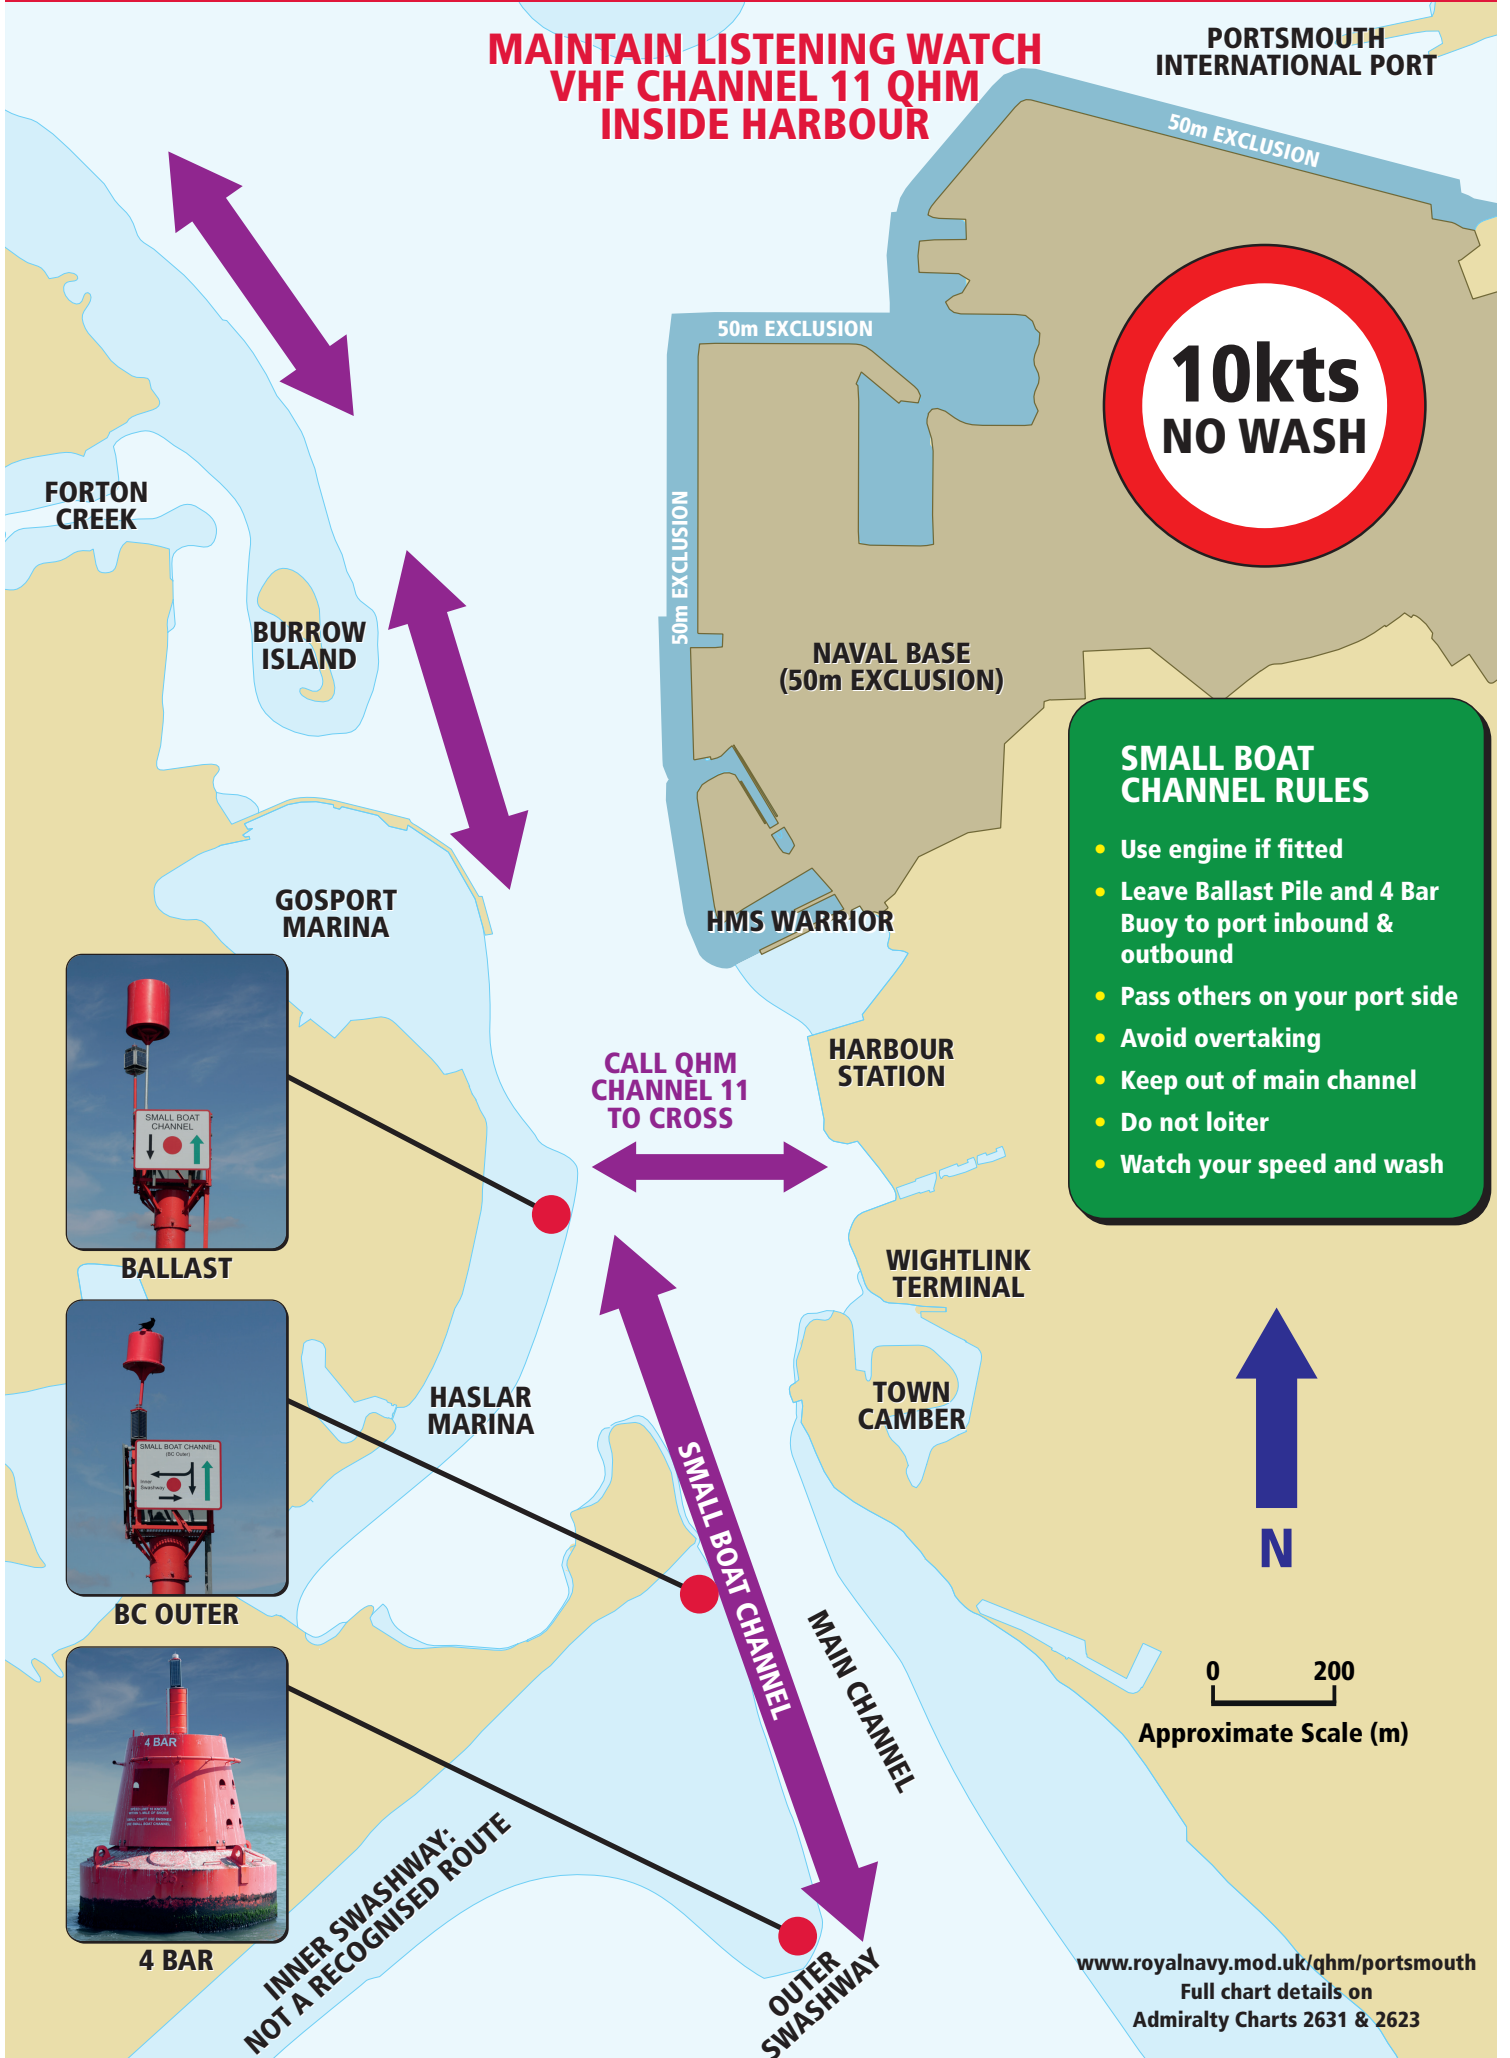 MAINTAIN LISTENING WATCH
VHF CHANNEL 11 QHM
INSIDE HARBOUR
PORTSMOUTH
INTERNATIONAL PORT
50m EXCLUSION
50m EXCLUSION
50m EXCLUSION
10kts
NO WASH
FORTON
CREEK
BURROW
ISLAND
NAVAL BASE
(50m EXCLUSION)
SMALL BOAT
CHANNEL RULES
• Use engine if fitted
• Leave Ballast Pile and 4 Bar
Buoy to port inbound &
outbound
• Pass others on your port side
• Avoid overtaking
• Keep out of main channel
• Do not loiter
• Watch your speed and wash
GOSPORT
MARINA
HMS WARRIOR
CALL QHM
CHANNEL 11
TO CROSS
HARBOUR
STATION
SMALL BOAT
CHANNEL
BALLAST
WIGHTLINK
TERMINAL
HASLAR
MARINA
TOWN
CAMBER
SMALL BOAT CHANNEL
(BC Outer)
Inner
Swashway
BC OUTER
SMALL BOAT CHANNEL
MAIN CHANNEL
N
0 200
Approximate Scale (m)
4 BAR
4 BAR
INNER SWASHWAY:
NOT A RECOGNISED ROUTE
OUTER
SWASHWAY
www.royalnavy.mod.uk/qhm/portsmouth
Full chart details on
Admiralty Charts 2631 & 2623